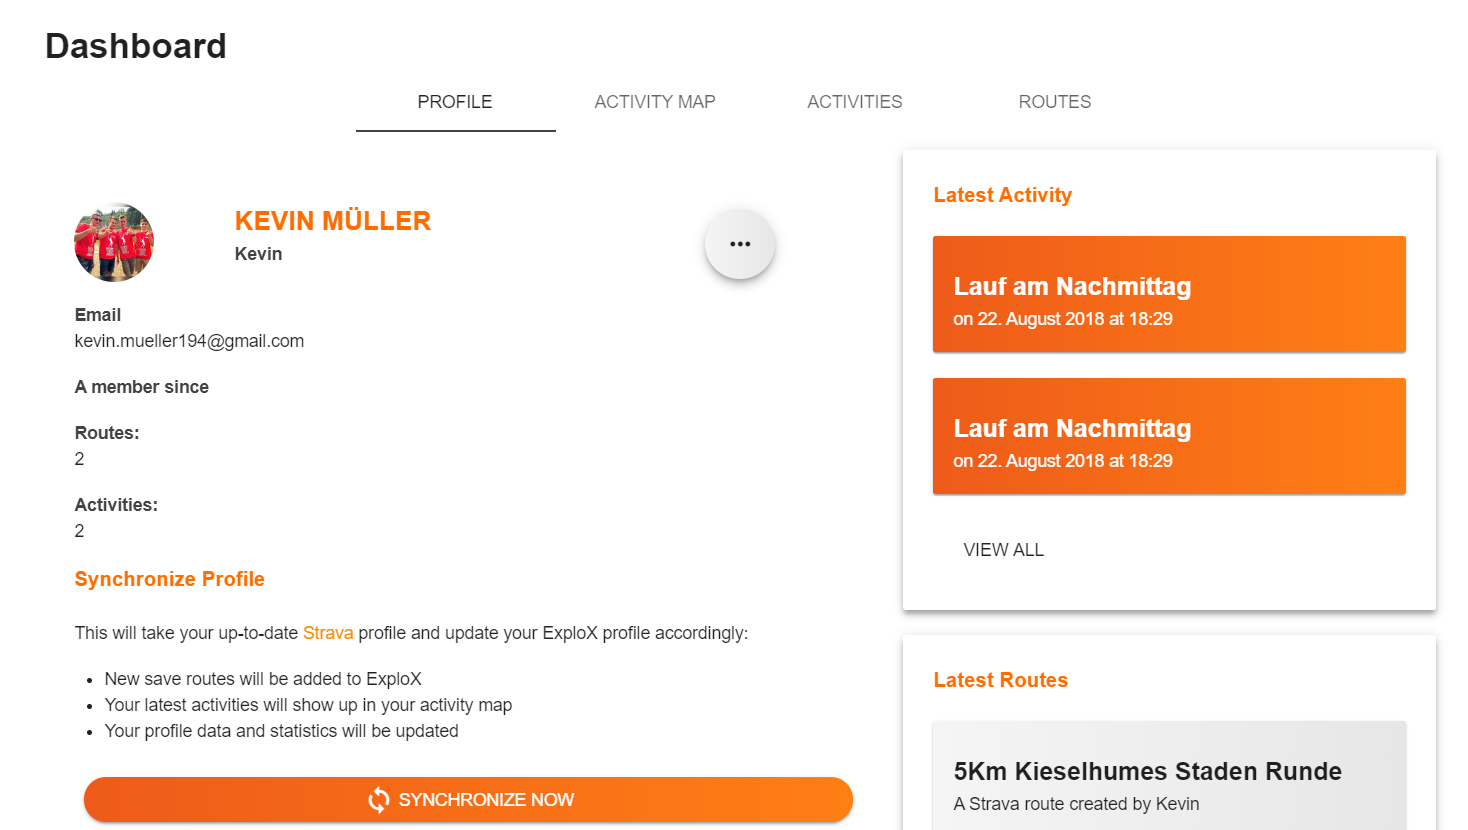 Dashboard
PROFILE
ACTIVITY MAP
ACTIVITIES
ROUTES
KEVIN MÜLLER
Kevin
Email
kevin.mueller194@gmail.com
A member since
Routes:
2
Activities:
2
Synchronize Profile
This will take your up-to-date Strava profile and update your ExploX profile accordingly:
New save routes will be added to ExploX
Your latest activities will show up in your activity map
Your profile data and statistics will be updated
SYNCHRONIZE NOW
Latest Activity
Lauf am Nachmittag
on 22. August 2018 at 18:29
Lauf am Nachmittag
on 22. August 2018 at 18:29
VIEW ALL
Latest Routes
5Km Kieselhumes Staden Runde
A Strava route created by Kevin